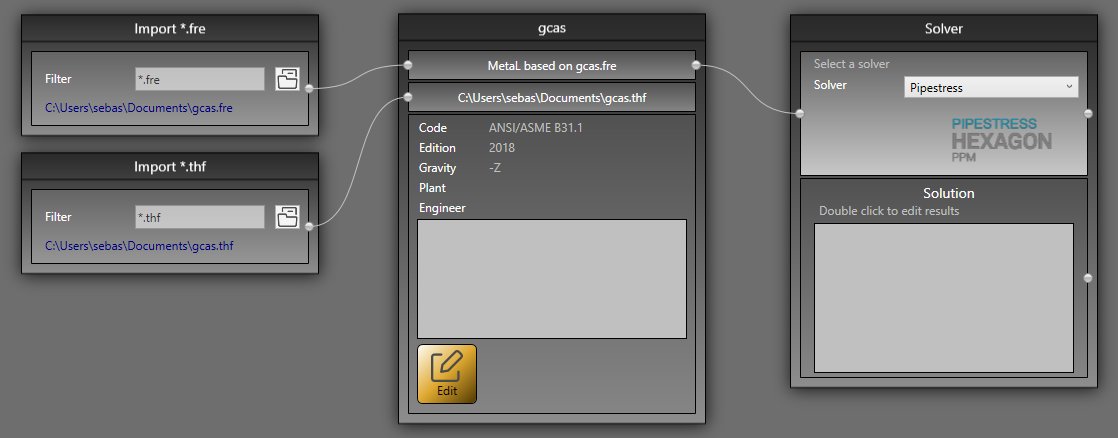 Import *.fre
Filter *.fre
C:\Users\sebas\Documents\gcas.fre
Import *.thf
Filter *.thf
C:\Users\sebas\Documents\gcas.thf
gcas
MetaL based on gcas.fre
C:\Users\sebas\Documents\gcas.thf
Code ANSI/ASME B31.1
Edition 2018
Gravity -Z
Plant
Engineer
Edit
Solver
Select a solver
Solver Pipestress
PIPESTRESS
HEXAGON
PPM
Solution
Double click to edit results